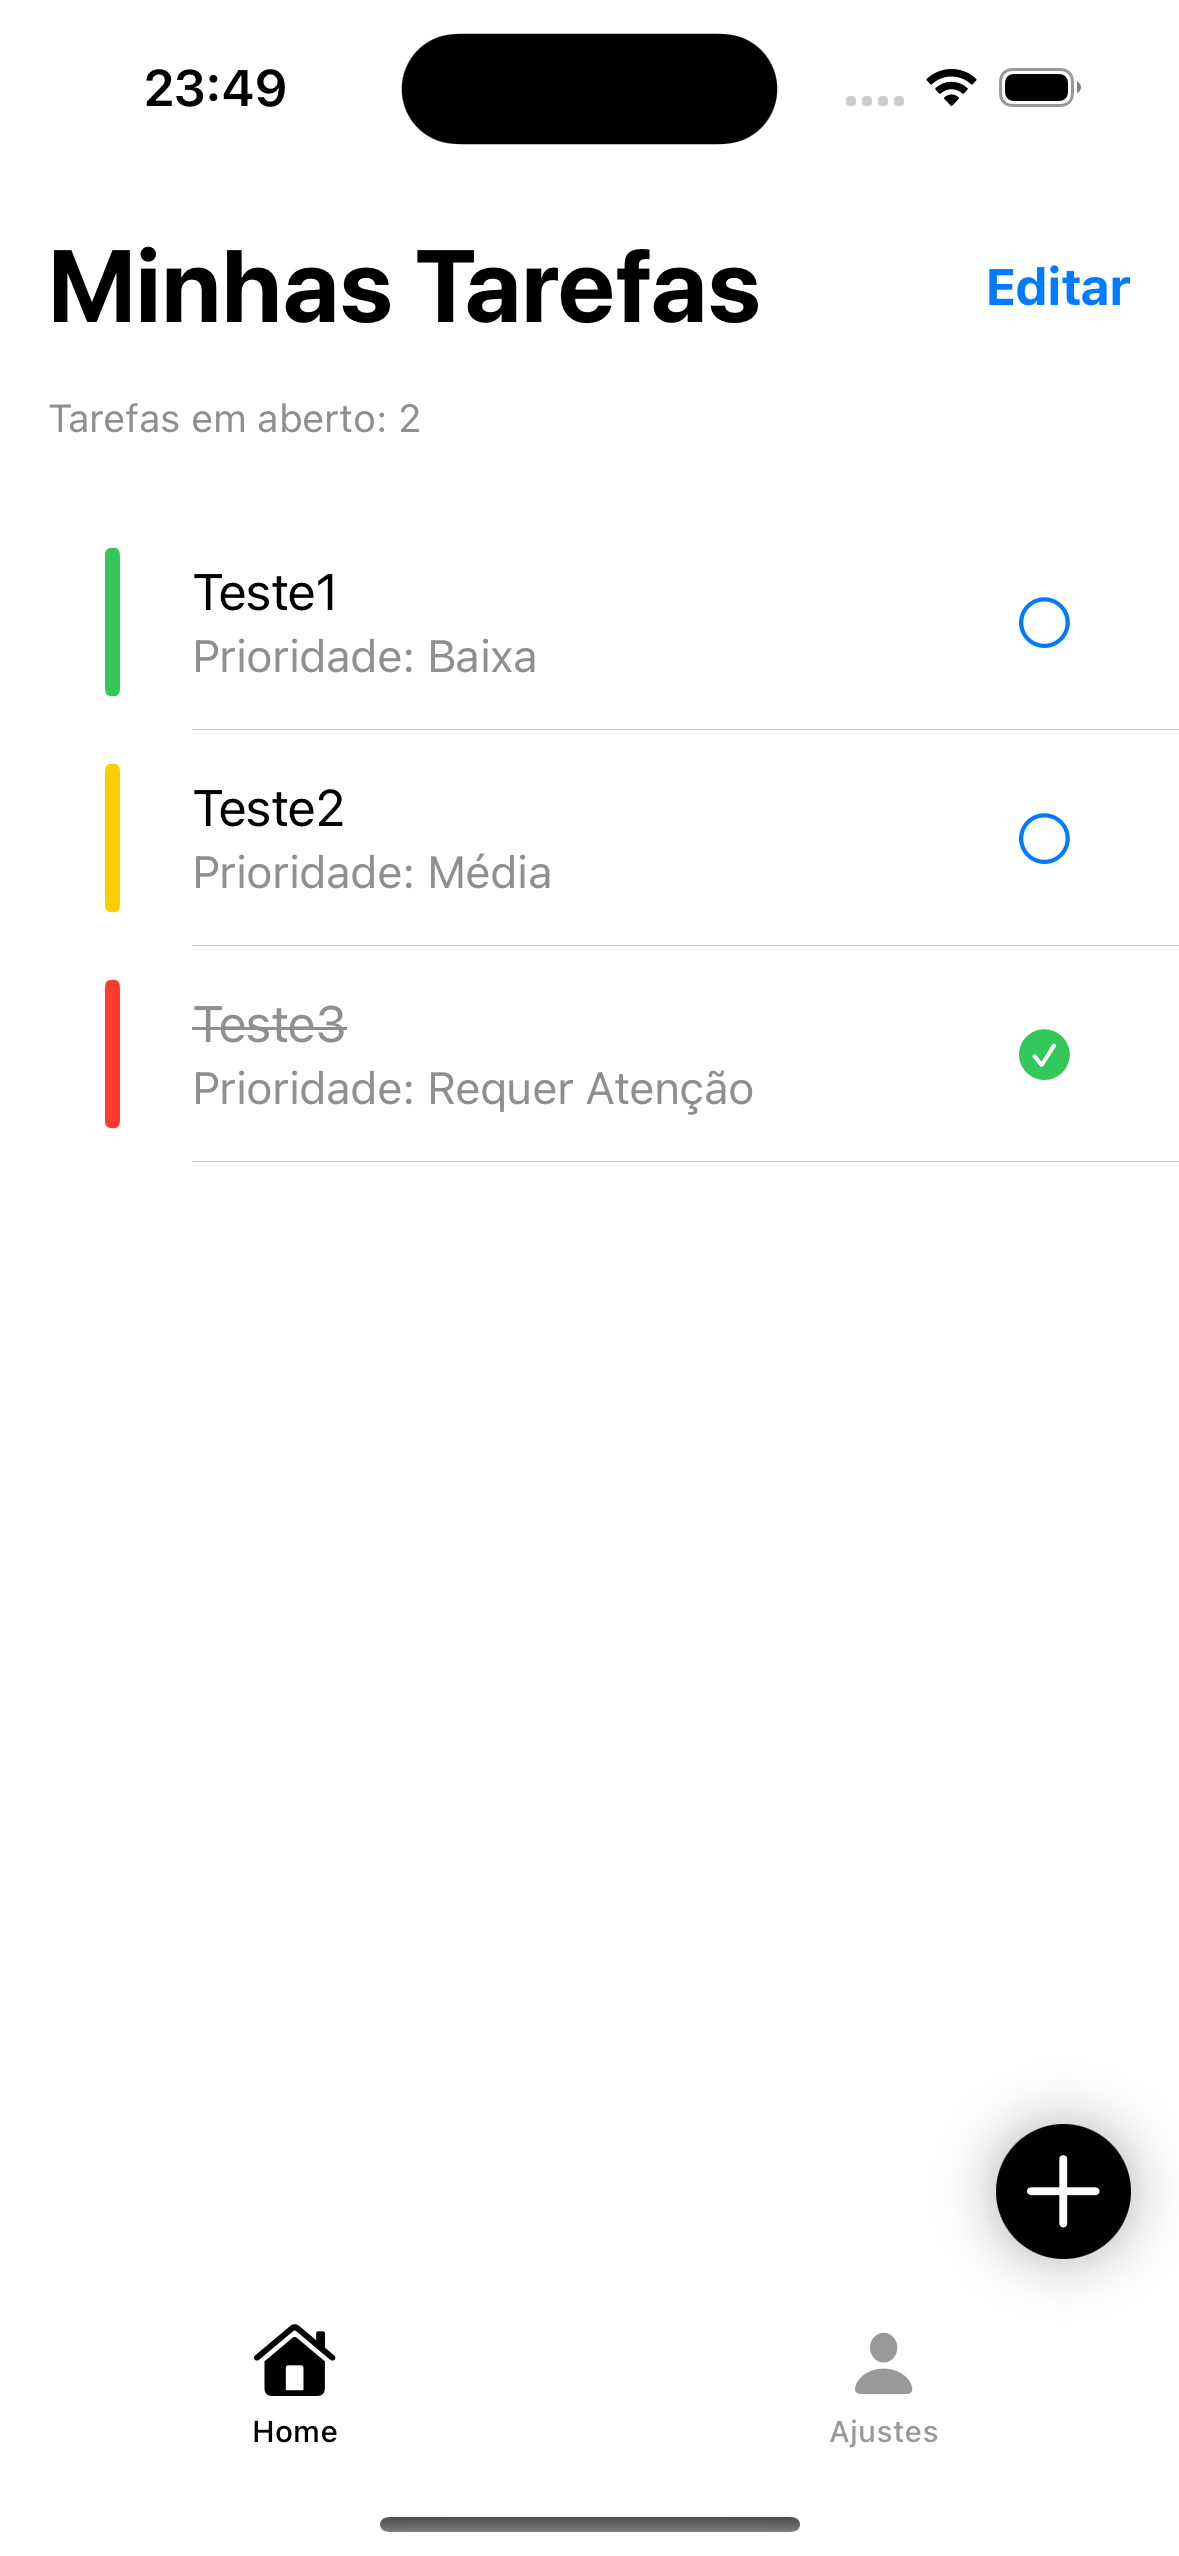 23:49
Minhas Tarefas
Editar
Tarefas em aberto: 2
Teste1
Prioridade: Baixa
Teste2
Prioridade: Média
Teste3
Prioridade: Requer Atenção
Home
Ajustes